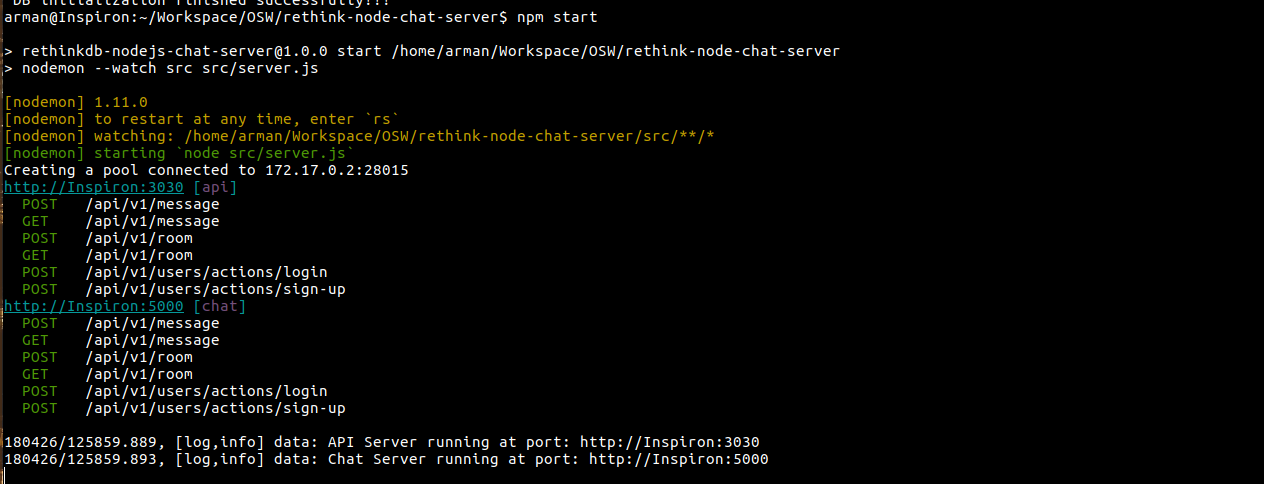 DB initialization finished successfully!!!
arman@Inspiron:~/Workspace/OSW/rethink-node-chat-server$ npm start
> rethinkdb-nodejs-chat-server@1.0.0 start /home/arman/Workspace/OSW/rethink-node-chat-server
> nodemon --watch src src/server.js
[nodemon] 1.11.0
[nodemon] to restart at any time, enter `rs`
[nodemon] watching: /home/arman/Workspace/OSW/rethink-node-chat-server/src/**/*
[nodemon] starting `node src/server.js`
Creating a pool connected to 172.17.0.2:28015
http://Inspiron:3030 [api]
POST /api/v1/message
GET /api/v1/message
POST /api/v1/room
GET /api/v1/room
POST /api/v1/users/actions/login
POST /api/v1/users/actions/sign-up
http://Inspiron:5000 [chat]
POST /api/v1/message
GET /api/v1/message
POST /api/v1/room
GET /api/v1/room
POST /api/v1/users/actions/login
POST /api/v1/users/actions/sign-up
180426/125859.889, [log,info] data: API Server running at port: http://Inspiron:3030
180426/125859.893, [log,info] data: Chat Server running at port: http://Inspiron:5000